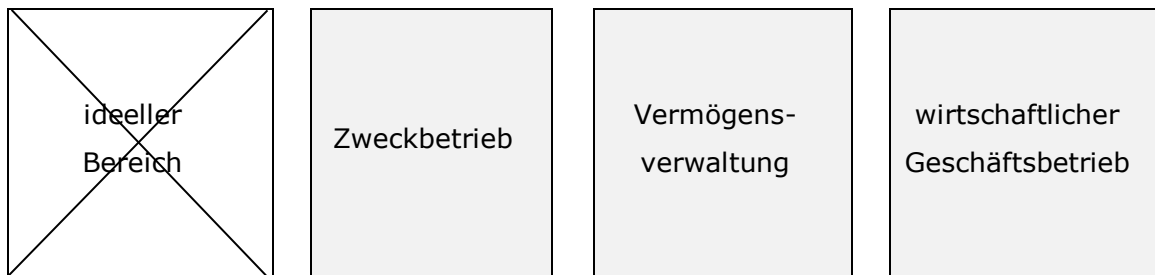 ideeller
Bereich
Zweckbetrieb
Vermögens-
verwaltung
wirtschaftlicher
Geschäftsbetrieb